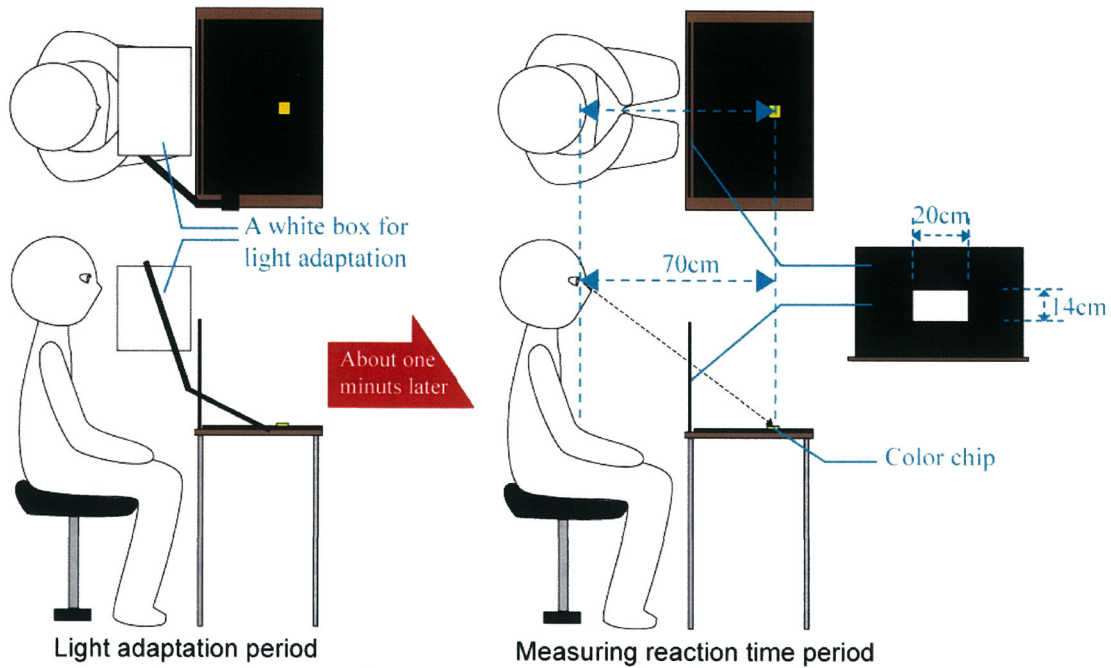 A white box for
light adaptation
About one
minuts later
70cm
20cm
14cm
Color chip
Light adaptation period
Measuring reaction time period